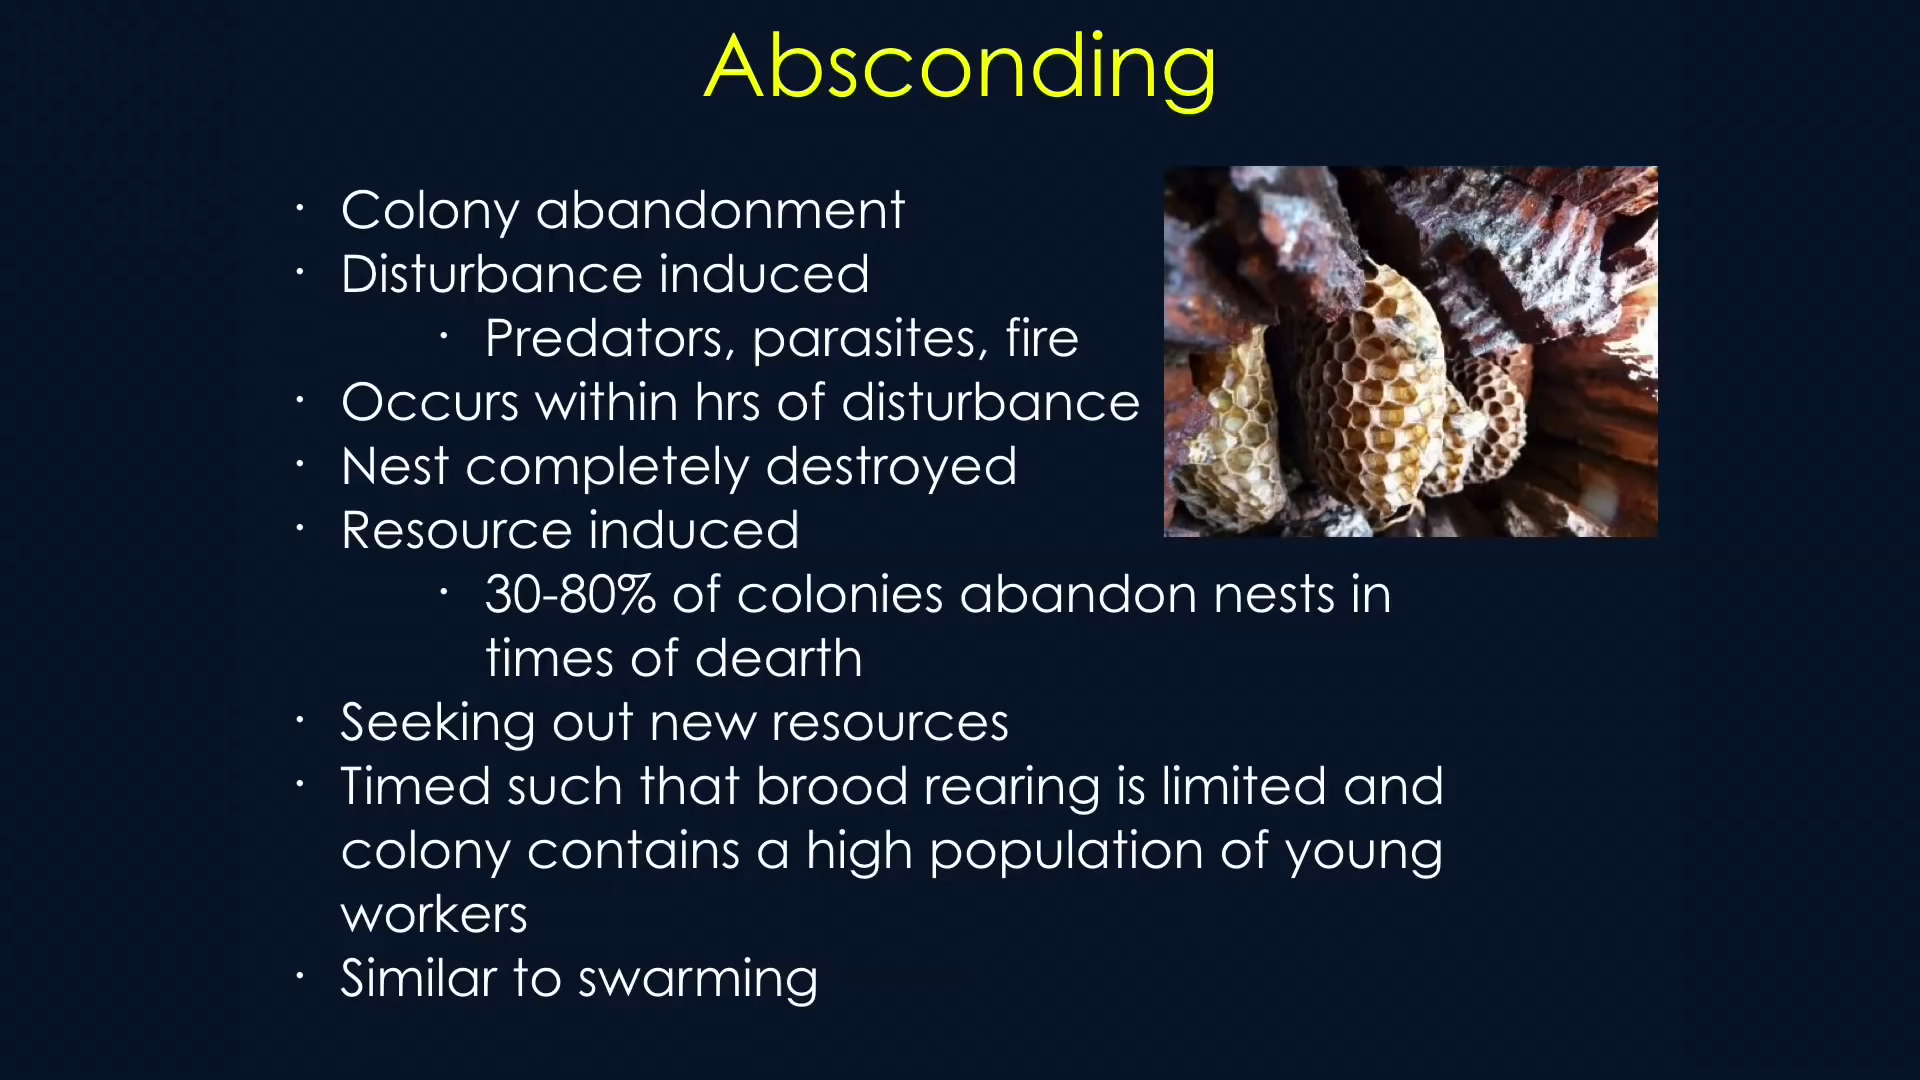 Absconding
· Colony abandonment
· Disturbance induced
· Predators, parasites, fire
· Occurs within hrs of disturbance
· Nest completely destroyed
· Resource induced
· 30-80% of colonies abandon nests in
times of dearth
· Seeking out new resources
· Timed such that brood rearing is limited and
colony contains a high population of young
workers
· Similar to swarming